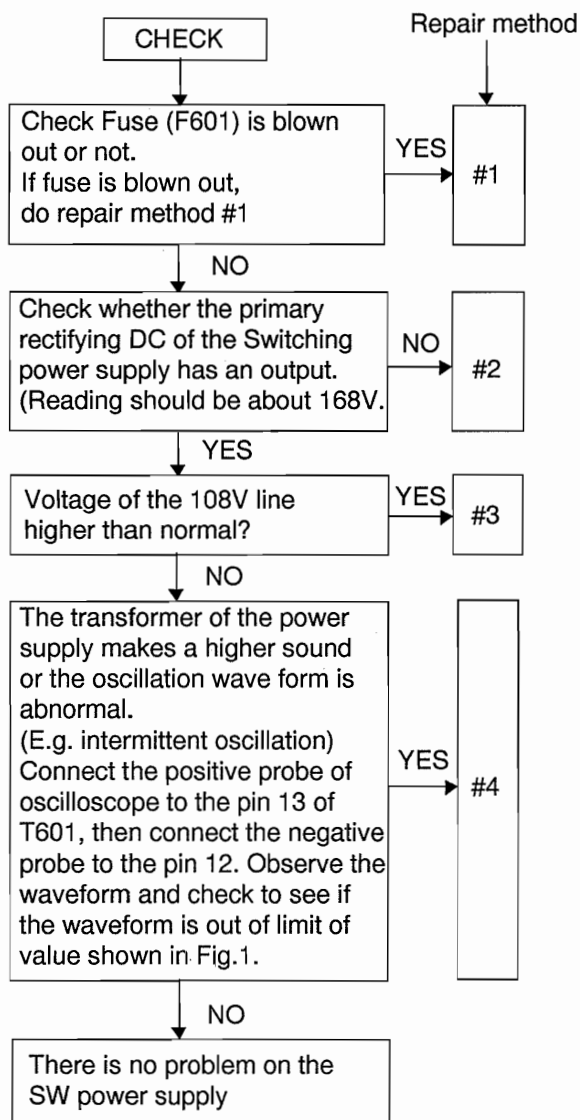 CHECK
Repair method
Check Fuse (F601) is blown
out or not.
If fuse is blown out,
do repair method #1
YES
#1
NO
Check whether the primary
rectifying DC of the Switching
power supply has an output.
(Reading should be about 168V.
NO
#2
YES
Voltage of the 108V line
higher than normal?
YES
#3
NO
The transformer of the power
supply makes a higher sound
or the oscillation wave form is
abnormal.
(E.g. intermittent oscillation)
Connect the positive probe of
oscilloscope to the pin 13 of
T601, then connect the negative
probe to the pin 12. Observe the
waveform and check to see if
the waveform is out of limit of
value shown in Fig.1.
YES
#4
NO
There is no problem on the
SW power supply